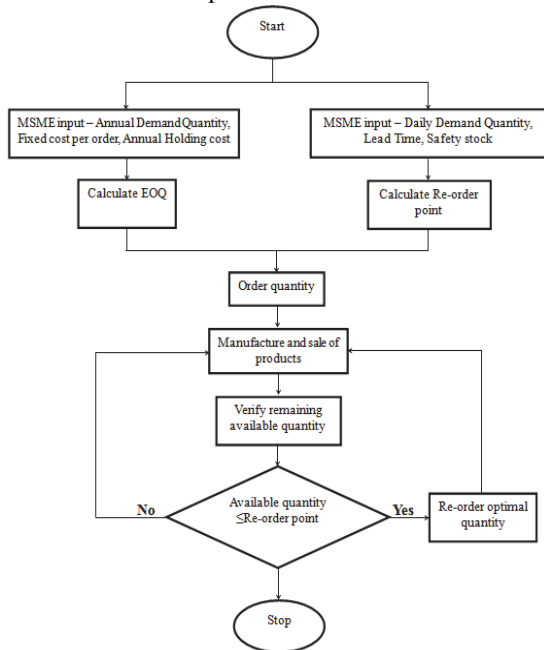 Start
MSME input – Annual Demand Quantity,
Fixed cost per order, Annual Holding cost
MSME input – Daily Demand Quantity,
Lead Time, Safety stock
Calculate EOQ
Calculate Re-order
point
Order quantity
Manufacture and sale of
products
Verify remaining
available quantity
No
Available quantity
≤Re-order point
Yes
Re-order optimal
quantity
Stop